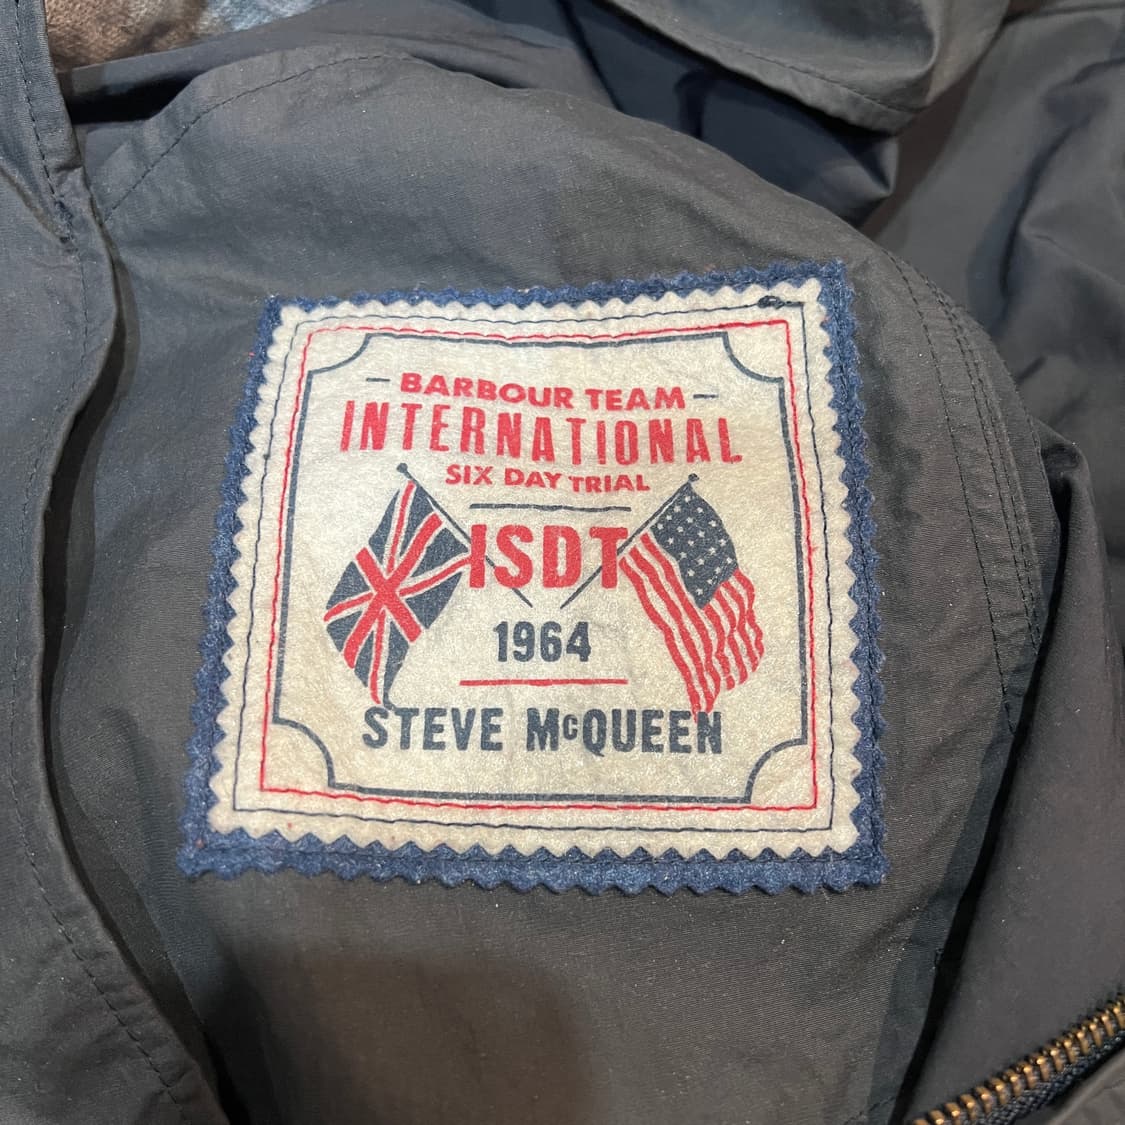 BARBOUR TEAM
INTERNATIONAL
SIX DAY TRIAL
ISDT
1964
STEVE McQUEEN